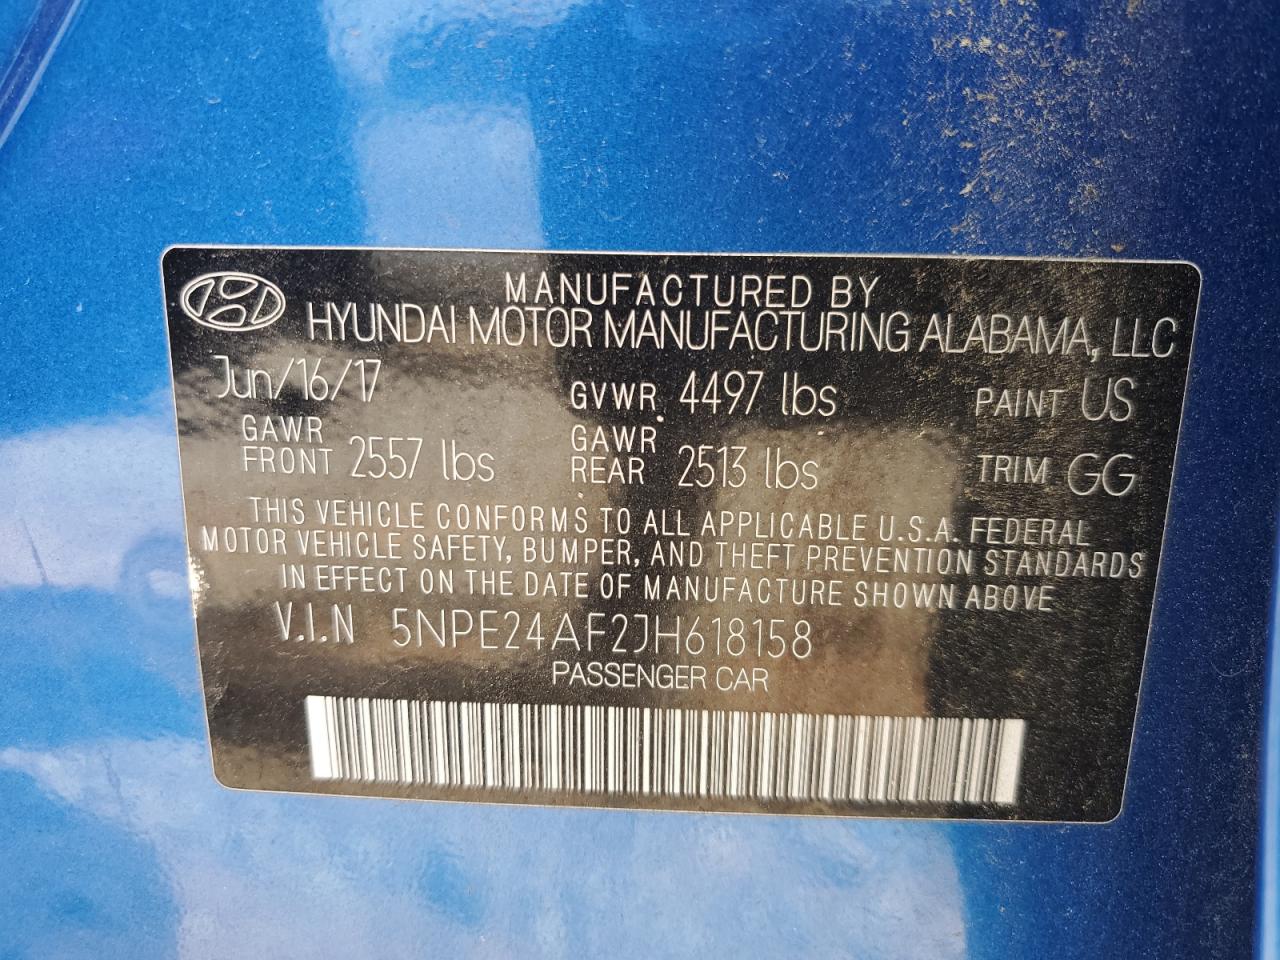 MANUFACTURED BY
HYUNDAI MOTOR MANUFACTURING ALABAMA, LLC
Jun/16/17 GVWR 4497 lbs PAINT US
GAWR FRONT 2557 lbs GAWR REAR 2513 lbs TRIM GG
THIS VEHICLE CONFORMS TO ALL APPLICABLE U.S.A. FEDERAL
MOTOR VEHICLE SAFETY, BUMPER, AND THEFT PREVENTION STANDARDS
IN EFFECT ON THE DATE OF MANUFACTURE SHOWN ABOVE
V.I.N 5NPE24AF2JH618158
PASSENGER CAR